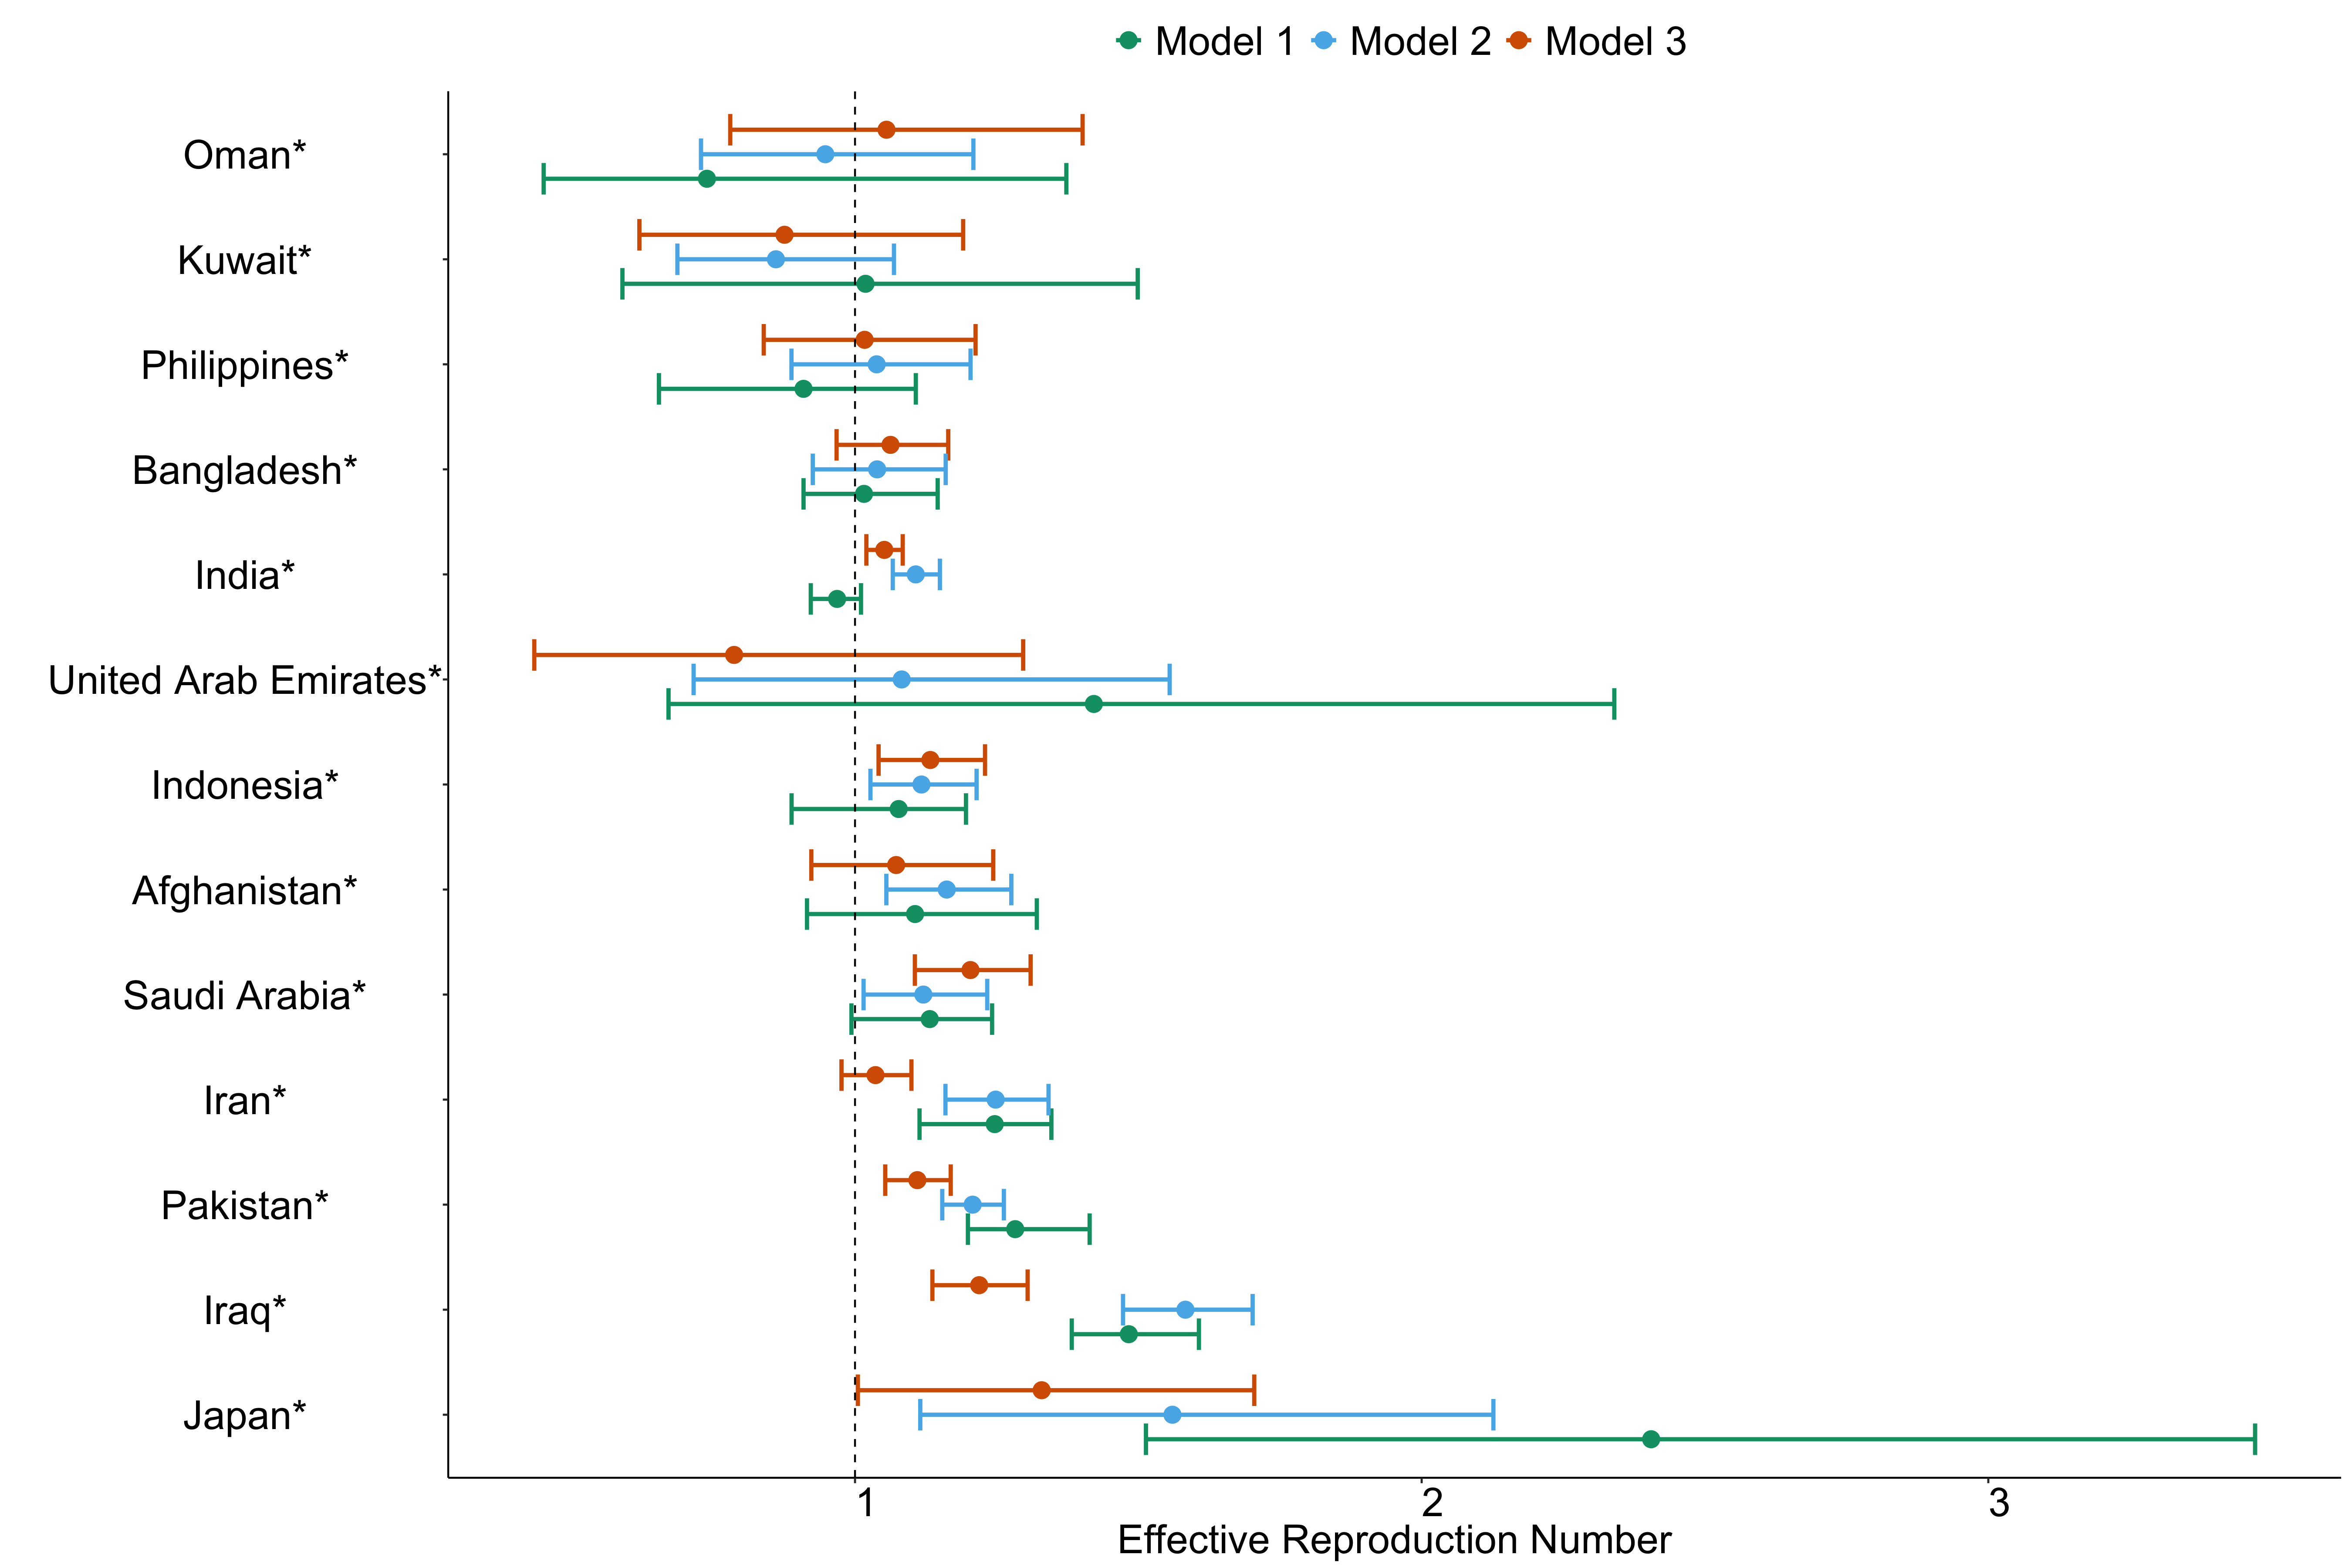 Model 1 Model 2 Model 3
Oman*
Kuwait*
Philippines*
Bangladesh*
India*
United Arab Emirates*
Indonesia*
Afghanistan*
Saudi Arabia*
Iran*
Pakistan*
Iraq*
Japan*
1 2 3
Effective Reproduction Number